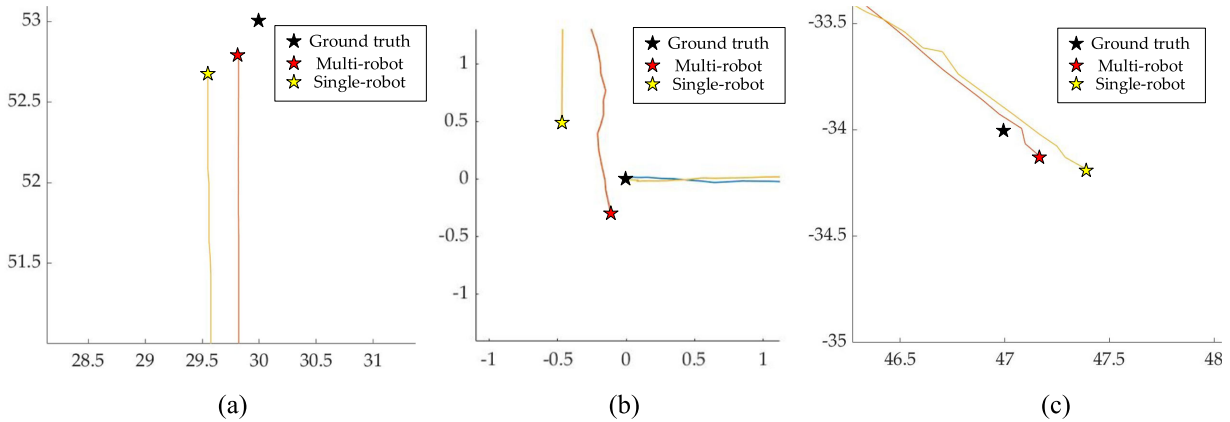 53
52.5
52
51.5
28.5 29 29.5 30 30.5 31
Ground truth
Multi-robot
Single-robot
(a)
1
0.5
0
-0.5
-1
-1 -0.5 0 0.5 1
Ground truth
Multi-robot
Single-robot
(b)
-33.5
-34
-34.5
-35
46.5 47 47.5 48
Ground truth
Multi-robot
Single-robot
(c)